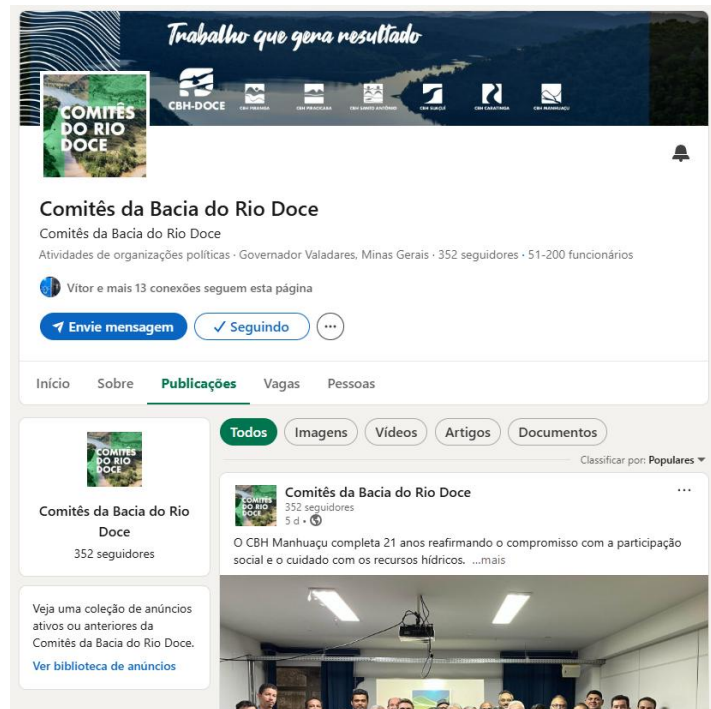 Trabalho que gera resultado
CBH-DOCE
CBH PIRANGA
CBH PIRACICABA
CBH SANTO ANTÔNIO
CBH SUAÇUÍ
CBH CARATINGA
CBH MANHUAÇU
COMITÊS
DO RIO
DOCE
Comitês da Bacia do Rio Doce
Comitês da Bacia do Rio Doce
Atividades de organizações políticas · Governador Valadares, Minas Gerais · 352 seguidores · 51-200 funcionários
Vítor e mais 13 conexões seguem esta página
Envie mensagem
Seguindo
Início Sobre Publicações Vagas Pessoas
Todos Imagens Vídeos Artigos Documentos
Classificar por: Populares
COMITÊS
DO RIO
DOCE
Comitês da Bacia do Rio
Doce
352 seguidores
Veja uma coleção de anúncios
ativos ou anteriores da
Comitês da Bacia do Rio Doce.
Ver biblioteca de anúncios
COMITÊS
DO RIO
DOCE
Comitês da Bacia do Rio Doce
352 seguidores
5 d •
O CBH Manhuaçu completa 21 anos reafirmando o compromisso com a participação
social e o cuidado com os recursos hídricos. ...mais